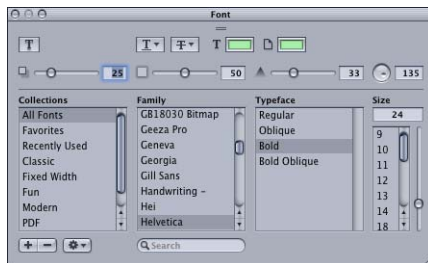 Font
T T T T
25 50 33 135
Collections Family Typeface Size
All Fonts GB18030 Bitmap Regular 24
Favorites Geeza Pro Oblique 9
Recently Used Geneva Bold 10
Classic Georgia Bold Oblique 11
Fixed Width Gill Sans 12
Fun Handwriting – 13
Modern Hei 14
PDF Helvetica 18
Search